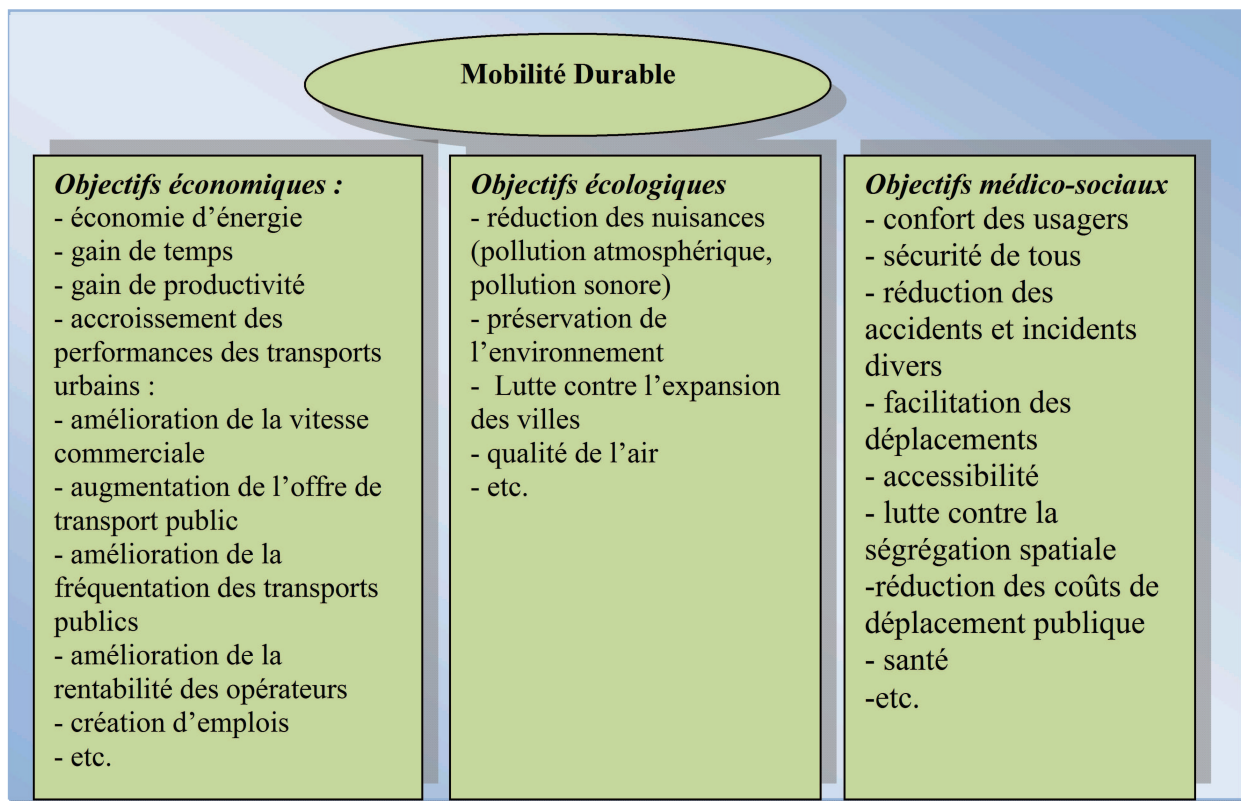 Mobilité Durable
Objectifs économiques :
- économie d’énergie
- gain de temps
- gain de productivité
- accroissement des
performances des transports
urbains :
- amélioration de la vitesse
commerciale
- augmentation de l’offre de
transport public
- amélioration de la
fréquentation des transports
publics
- amélioration de la
rentabilité des opérateurs
- création d’emplois
- etc.
Objectifs écologiques
- réduction des nuisances
(pollution atmosphérique,
pollution sonore)
- préservation de
l’environnement
- Lutte contre l’expansion
des villes
- qualité de l’air
- etc.
Objectifs médico-sociaux
- confort des usagers
- sécurité de tous
- réduction des
accidents et incidents
divers
- facilitation des
déplacements
- accessibilité
- lutte contre la
ségrégation spatiale
-réduction des coûts de
déplacement publique
- santé
-etc.